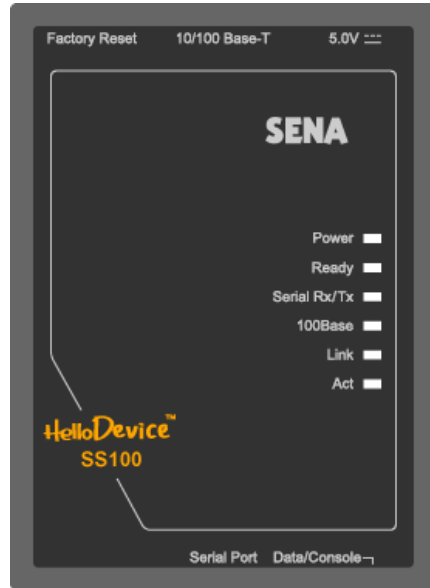 Factory Reset 10/100 Base-T 5.0V
SENA
Power
Ready
Serial Rx/Tx
100Base
Link
Act
HelloDevice™
SS100
Serial Port Data/Console